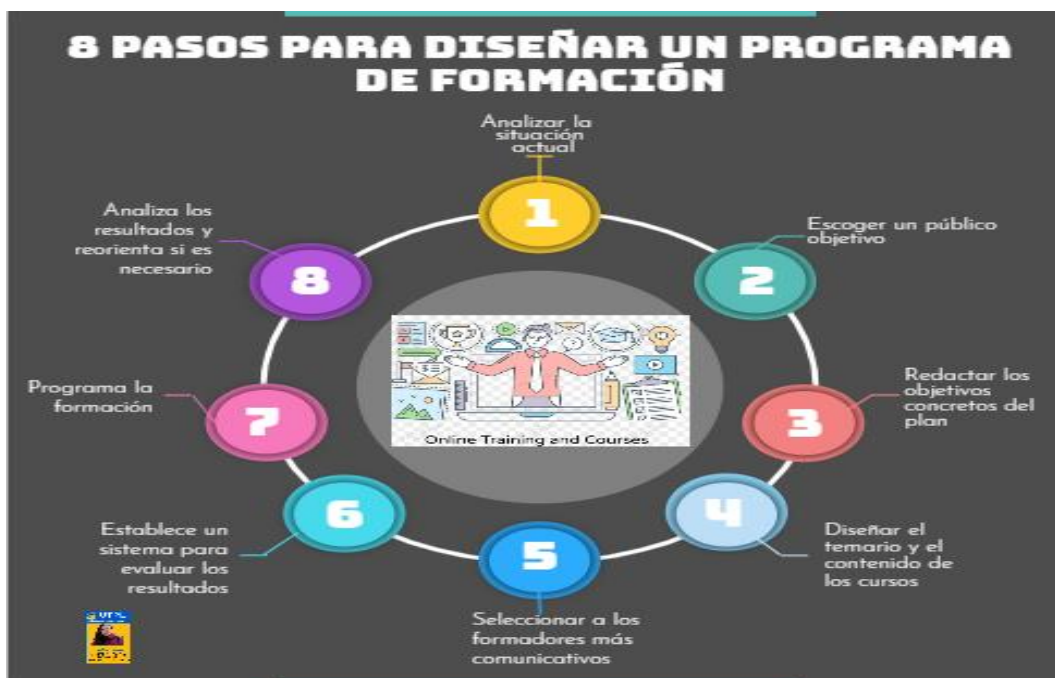 8 PASOS PARA DISEÑAR UN PROGRAMA
DE FORMACIÓN
Analizar la
situación
actual
1
Escoger un público
objetivo
2
Redactar los
objetivos
concretos del
plan
3
Diseñar el
temario y el
contenido de
los cursos
4
Seleccionar a los
formadores más
comunicativos
5
Establece un
sistema para
evaluar los
resultados
6
Programa la
formación
7
Analiza los
resultados y
reorienta si es
necesario
8
Online Training and Courses